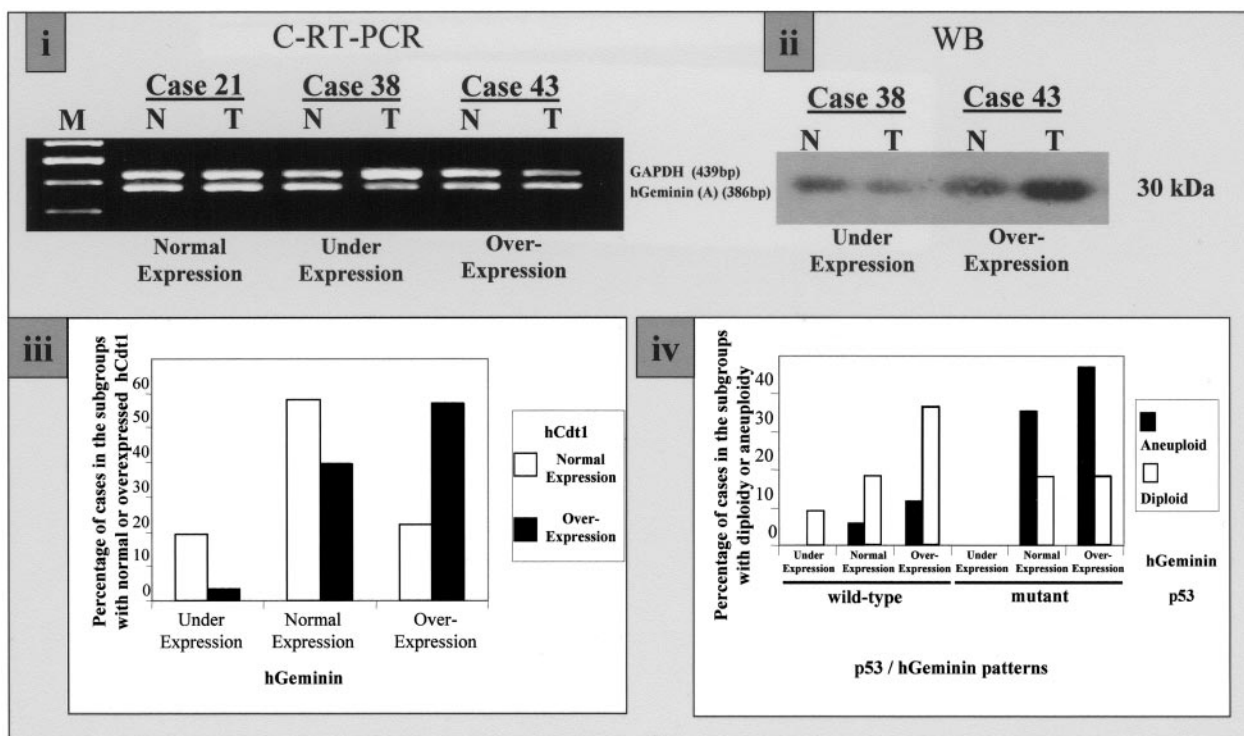 i
C-RT-PCR
Case 21 Case 38 Case 43
M N T N T N T
GAPDH (439bp)
hGeminin (A) (386bp)
Normal Expression
Under Expression
Over-Expression
ii
WB
Case 38 Case 43
N T N T
30 kDa
Under Expression
Over-Expression
iii
Percentage of cases in the subgroups
with normal or overexpressed hCdt1
60
50
40
30
20
10
0
Under Expression
Normal Expression
Over-Expression
hGeminin
hCdt1
Normal Expression
Over-Expression
iv
Percentage of cases in the subgroups
with diploidy or aneuploidy
40
30
20
10
0
Under Expression
Normal Expression
Over-Expression
Under Expression
Normal Expression
Over-Expression
hGeminin
wild-type mutant p53
p53 / hGeminin patterns
Aneuploid
Diploid